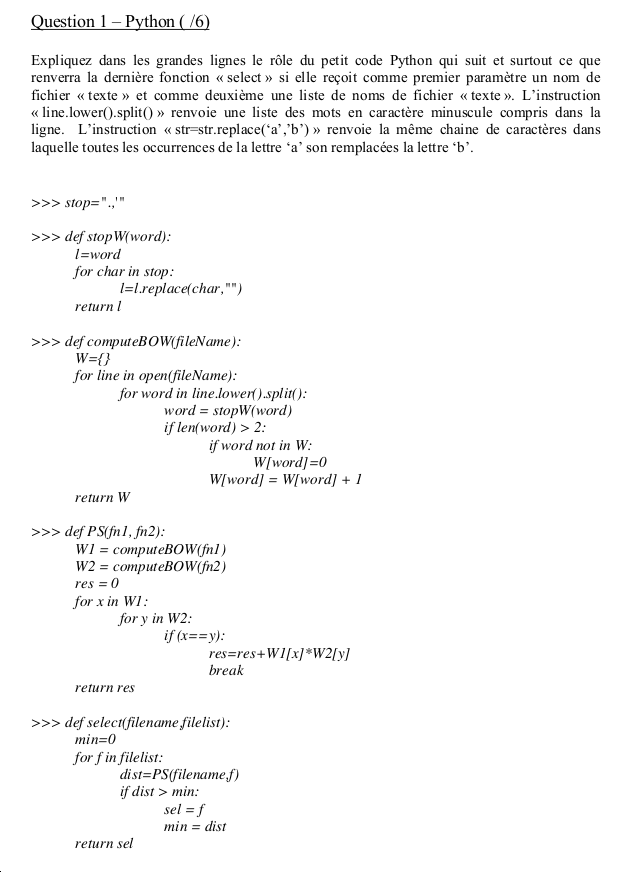 Question 1 – Python ( /6)
Expliquez dans les grandes lignes le rôle du petit code Python qui suit et surtout ce que
renverra la dernière fonction « select » si elle reçoit comme premier paramètre un nom de
fichier « texte » et comme deuxième une liste de noms de fichier « texte ». L’instruction
« line.lower().split() » renvoie une liste des mots en caractère minuscule compris dans la
ligne. L’instruction « str=str.replace(‘a’,’b’) » renvoie la même chaine de caractères dans
laquelle toutes les occurrences de la lettre ‘a’ son remplacées la lettre ‘b’.
>>> stop=".,'"
>>> def stopW(word):
l=word
for char in stop:
l=l.replace(char,"")
return l
>>> def computeBOW(fileName):
W={}
for line in open(fileName):
for word in line.lower().split():
word = stopW(word)
if len(word) > 2:
if word not in W:
W[word]=0
W[word] = W[word] + 1
return W
>>> def PS(fn1, fn2):
W1 = computeBOW(fn1)
W2 = computeBOW(fn2)
res = 0
for x in W1:
for y in W2:
if (x==y):
res=res+W1[x]*W2[y]
break
return res
>>> def select(filename,filelist):
min=0
for f in filelist:
dist=PS(filename,f)
if dist > min:
sel = f
min = dist
return sel